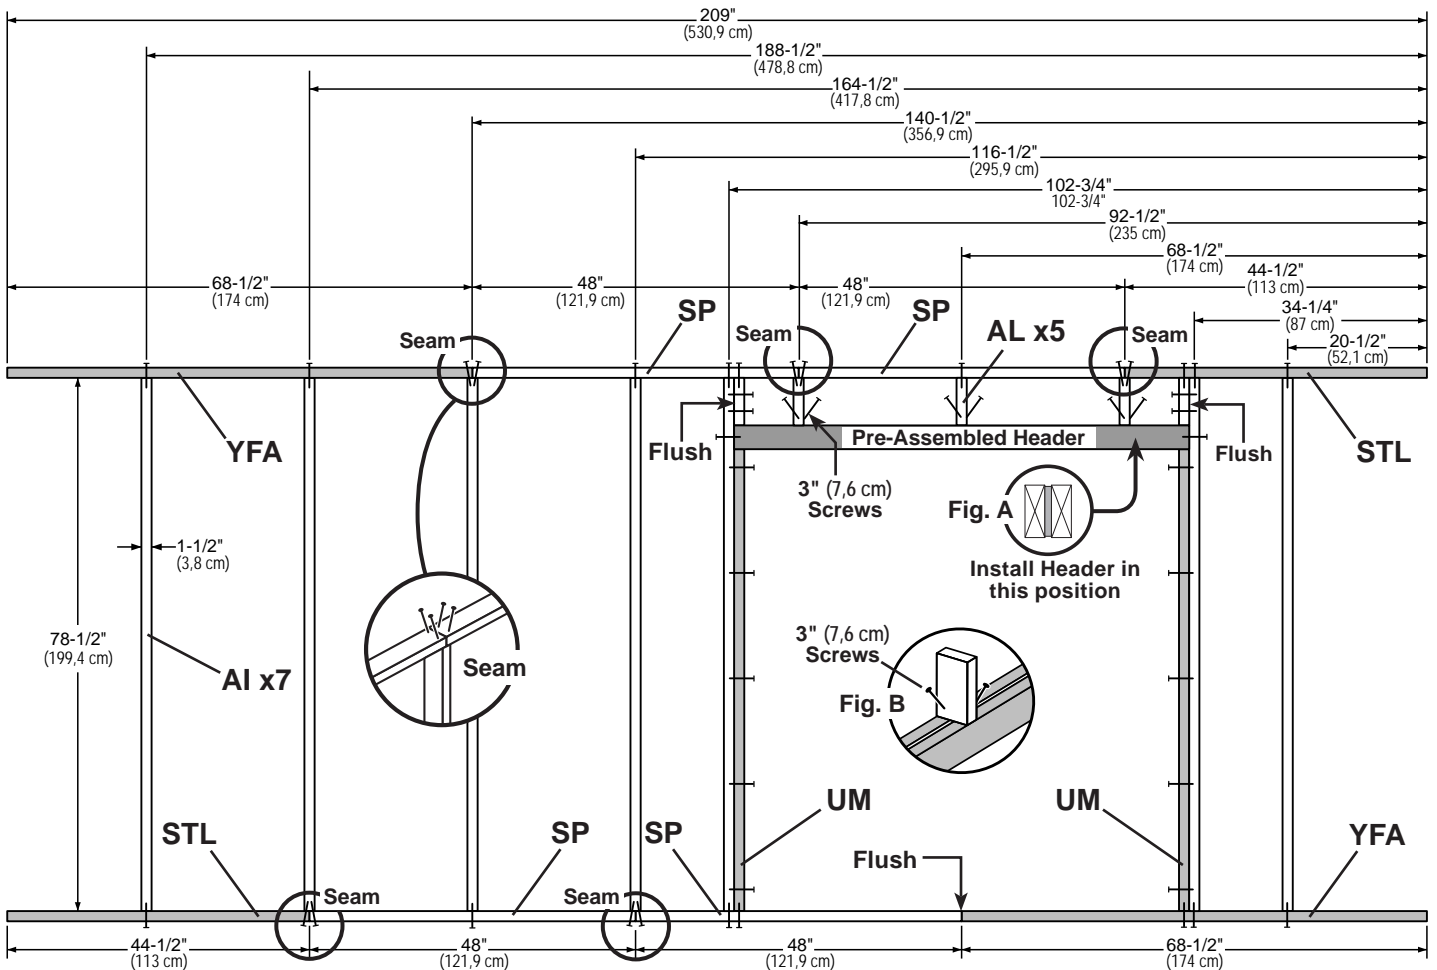 209"
(530,9 cm)
188-1/2"
(478,8 cm)
164-1/2"
(417,8 cm)
140-1/2"
(356,9 cm)
116-1/2"
(295,9 cm)
102-3/4"
102-3/4"
92-1/2"
(235 cm)
68-1/2"
(174 cm)
68-1/2"
(174 cm)
48"
(121,9 cm)
48"
(121,9 cm)
44-1/2"
(113 cm)
34-1/4"
(87 cm)
20-1/2"
(52,1 cm)
SP
SP
AL x5
Seam
Seam
Seam
YFA
Flush
Pre-Assembled Header
Flush
STL
3" (7,6 cm)
Screws
Fig. A
Install Header in
this position
1-1/2"
(3,8 cm)
78-1/2"
(199,4 cm)
AI x7
Seam
3" (7,6 cm)
Screws
Fig. B
UM
UM
STL
SP
SP
Flush
YFA
Seam
Seam
44-1/2"
(113 cm)
48"
(121,9 cm)
48"
(121,9 cm)
68-1/2"
(174 cm)